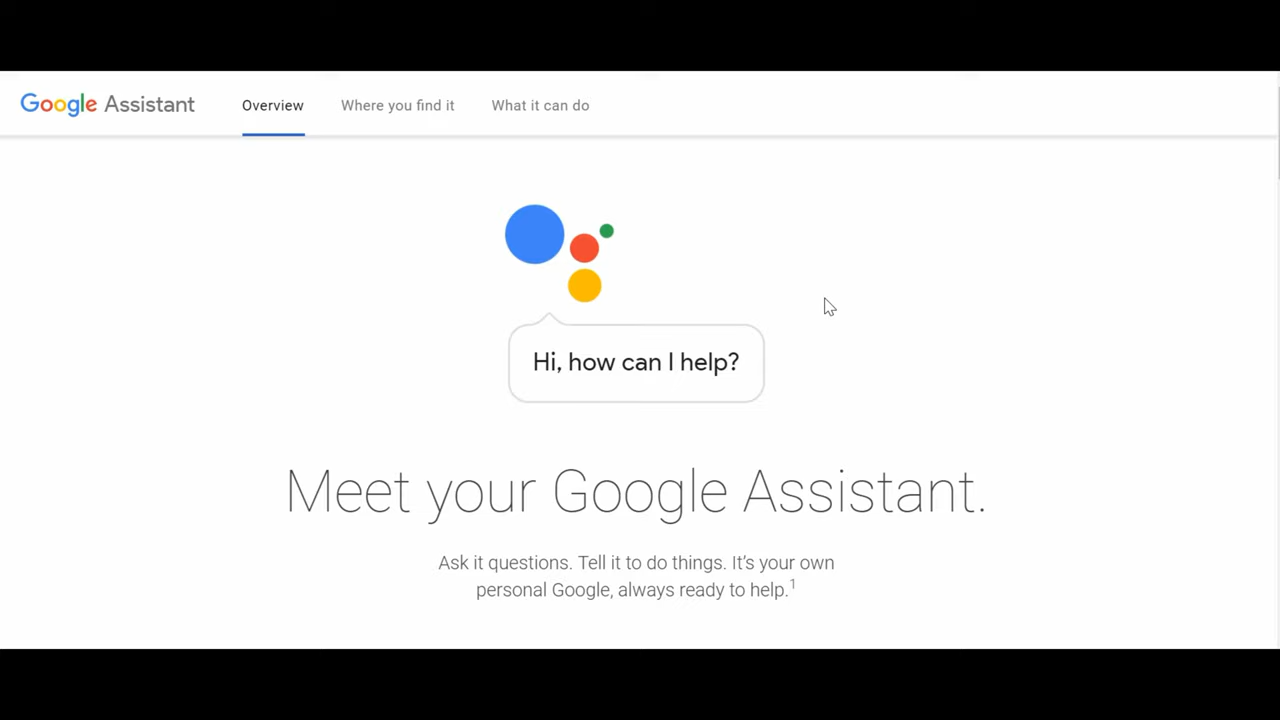 Google Assistant Overview Where you find it What it can do
Hi, how can I help?
Meet your Google Assistant.
Ask it questions. Tell it to do things. It’s your own
personal Google, always ready to help.1